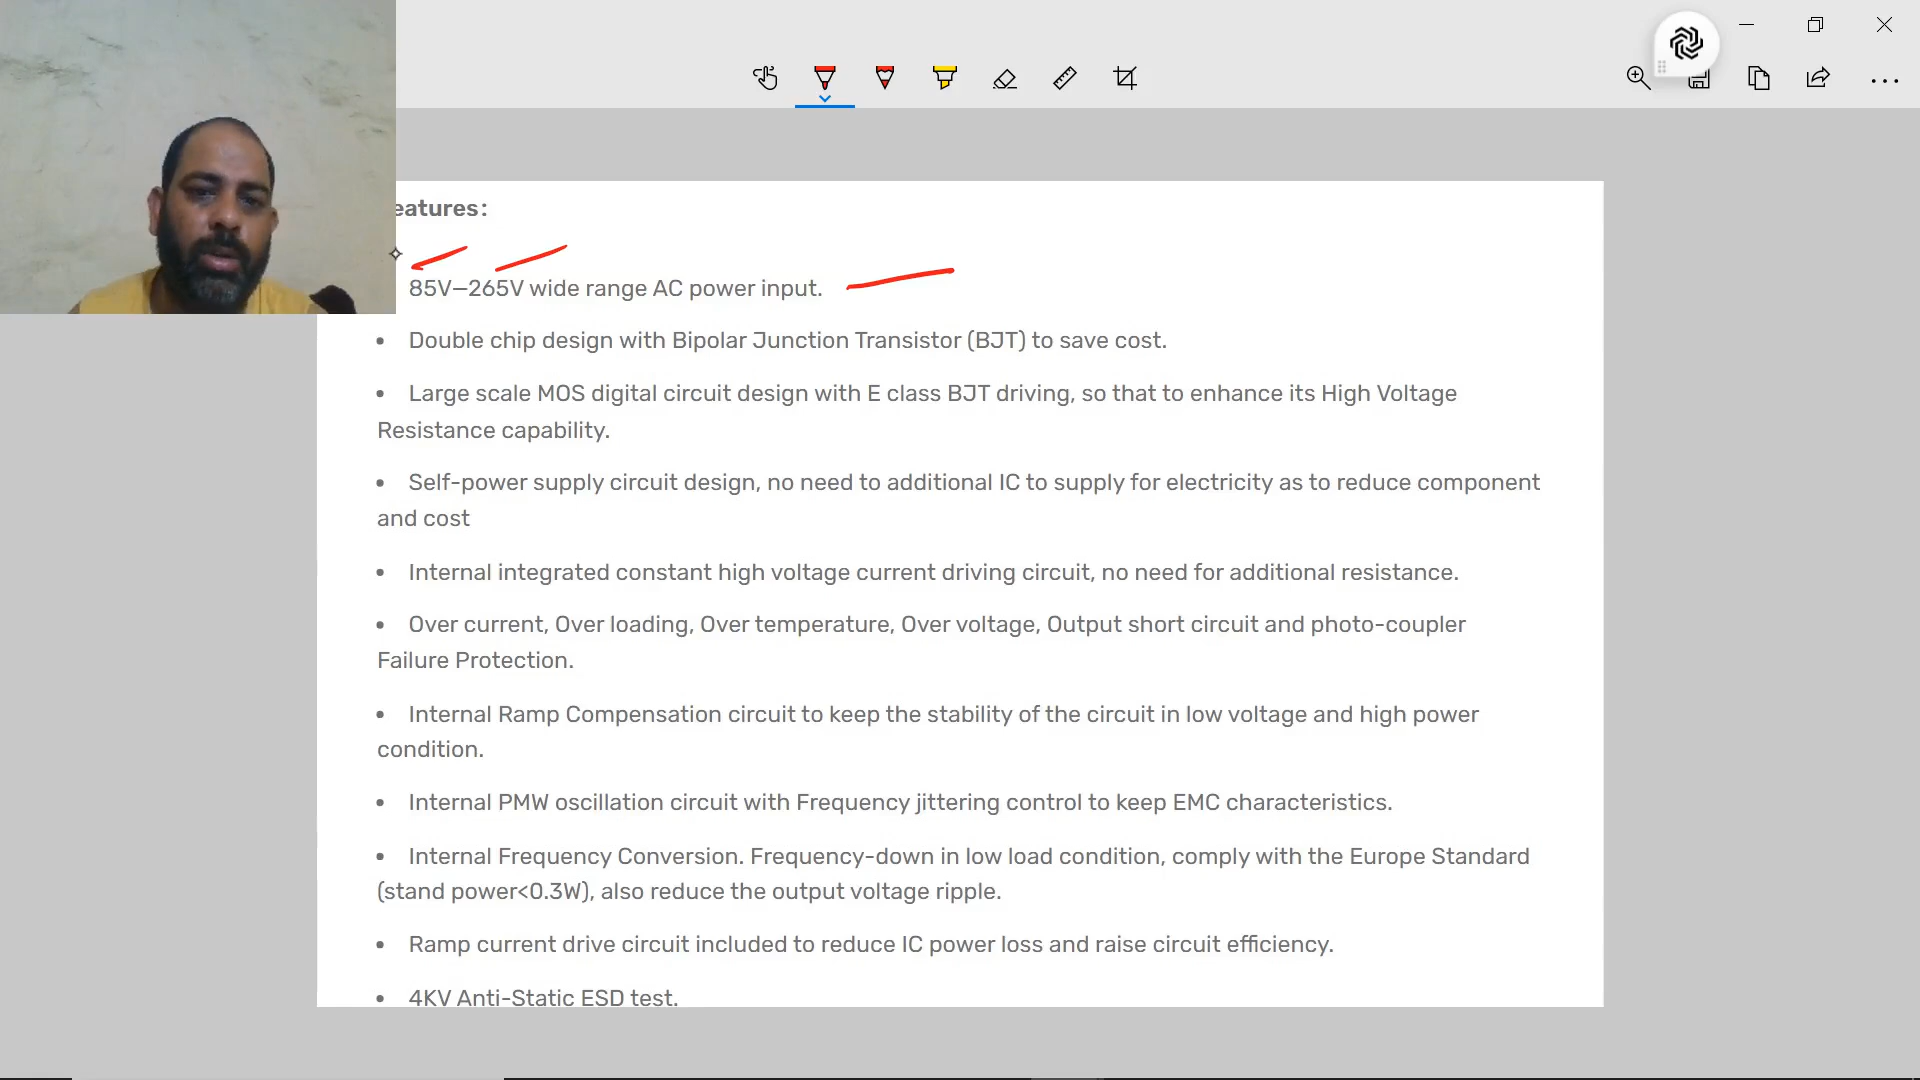 eatures:
85V—265V wide range AC power input.
• Double chip design with Bipolar Junction Transistor (BJT) to save cost.
• Large scale MOS digital circuit design with E class BJT driving, so that to enhance its High Voltage
Resistance capability.
• Self-power supply circuit design, no need to additional IC to supply for electricity as to reduce component
and cost
• Internal integrated constant high voltage current driving circuit, no need for additional resistance.
• Over current, Over loading, Over temperature, Over voltage, Output short circuit and photo-coupler
Failure Protection.
• Internal Ramp Compensation circuit to keep the stability of the circuit in low voltage and high power
condition.
• Internal PMW oscillation circuit with Frequency jittering control to keep EMC characteristics.
• Internal Frequency Conversion. Frequency-down in low load condition, comply with the Europe Standard
(stand power<0.3W), also reduce the output voltage ripple.
• Ramp current drive circuit included to reduce IC power loss and raise circuit efficiency.
• 4KV Anti-Static ESD test.